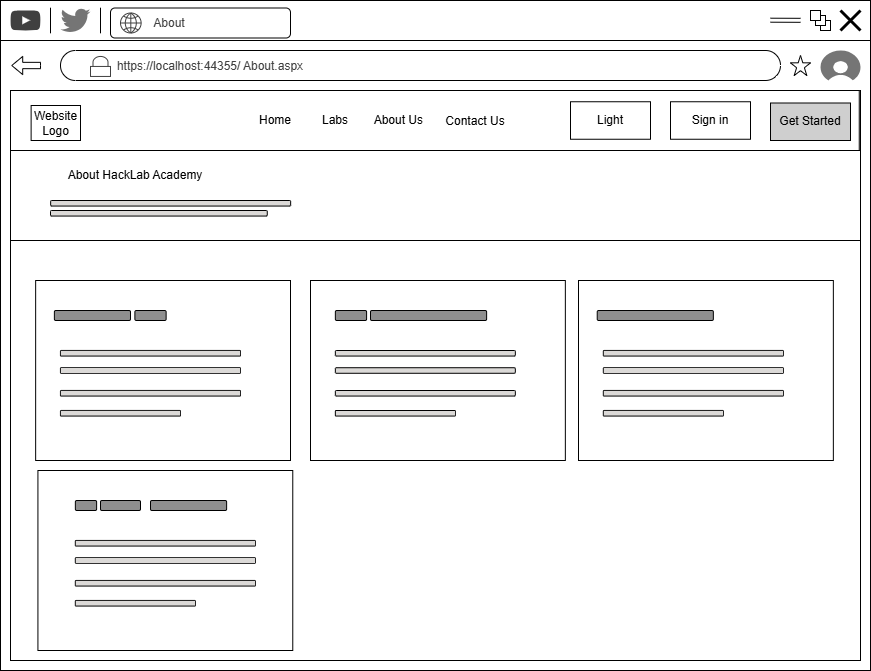 About
https://localhost:44355/ About.aspx
Website
Logo
Home
Labs
About Us
Contact Us
Light
Sign in
Get Started
About HackLab Academy